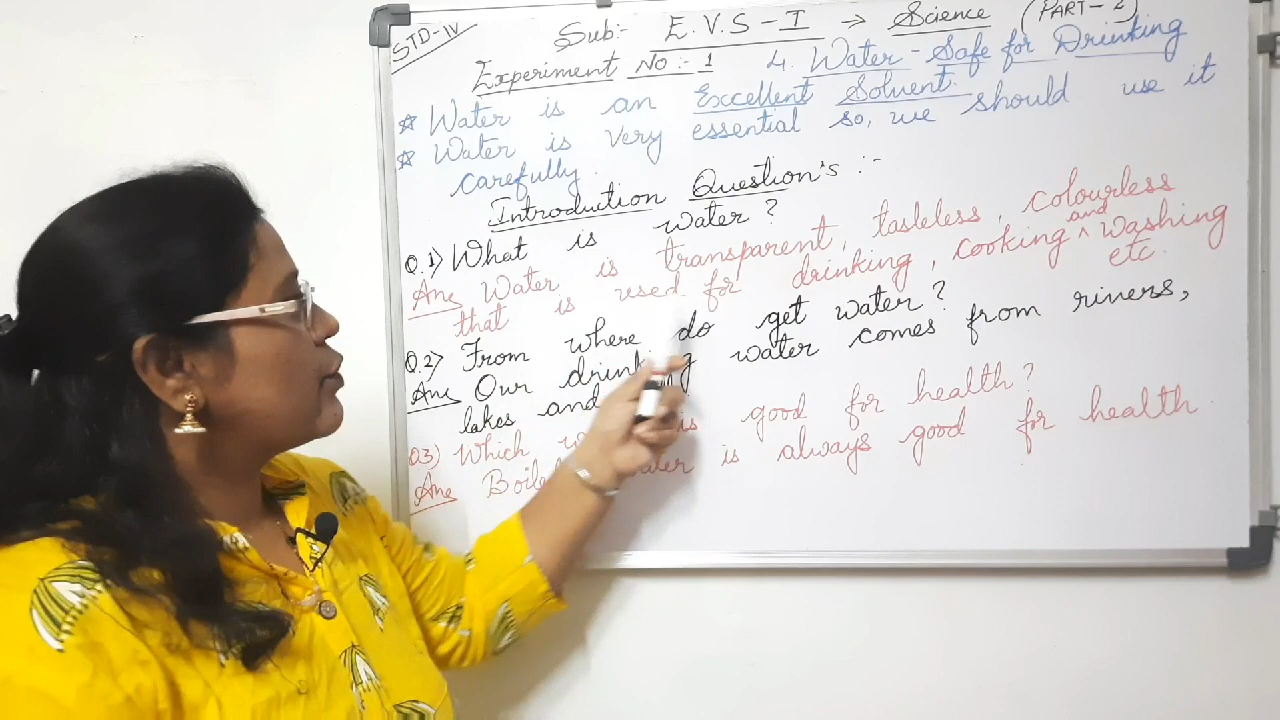 STD-IV
Sub:- E.V.S-I → Science (PART-2)
Experiment No:- 1 4. Water-Safe for Drinking
☆ Water is an Excellent Solvent.
☆ Water is very essential so, we should use it
carefully.
Introduction Question's :-
Q.1) What is water?
Ans Water is transparent, tasteless, colourless
that is used for drinking, cooking and washing
etc.
Q.2) From where do get water?
Ans Our drinking water comes from rivers,
lakes and
Q3) Which is good for health?
Ans Boiled water is always good for health.